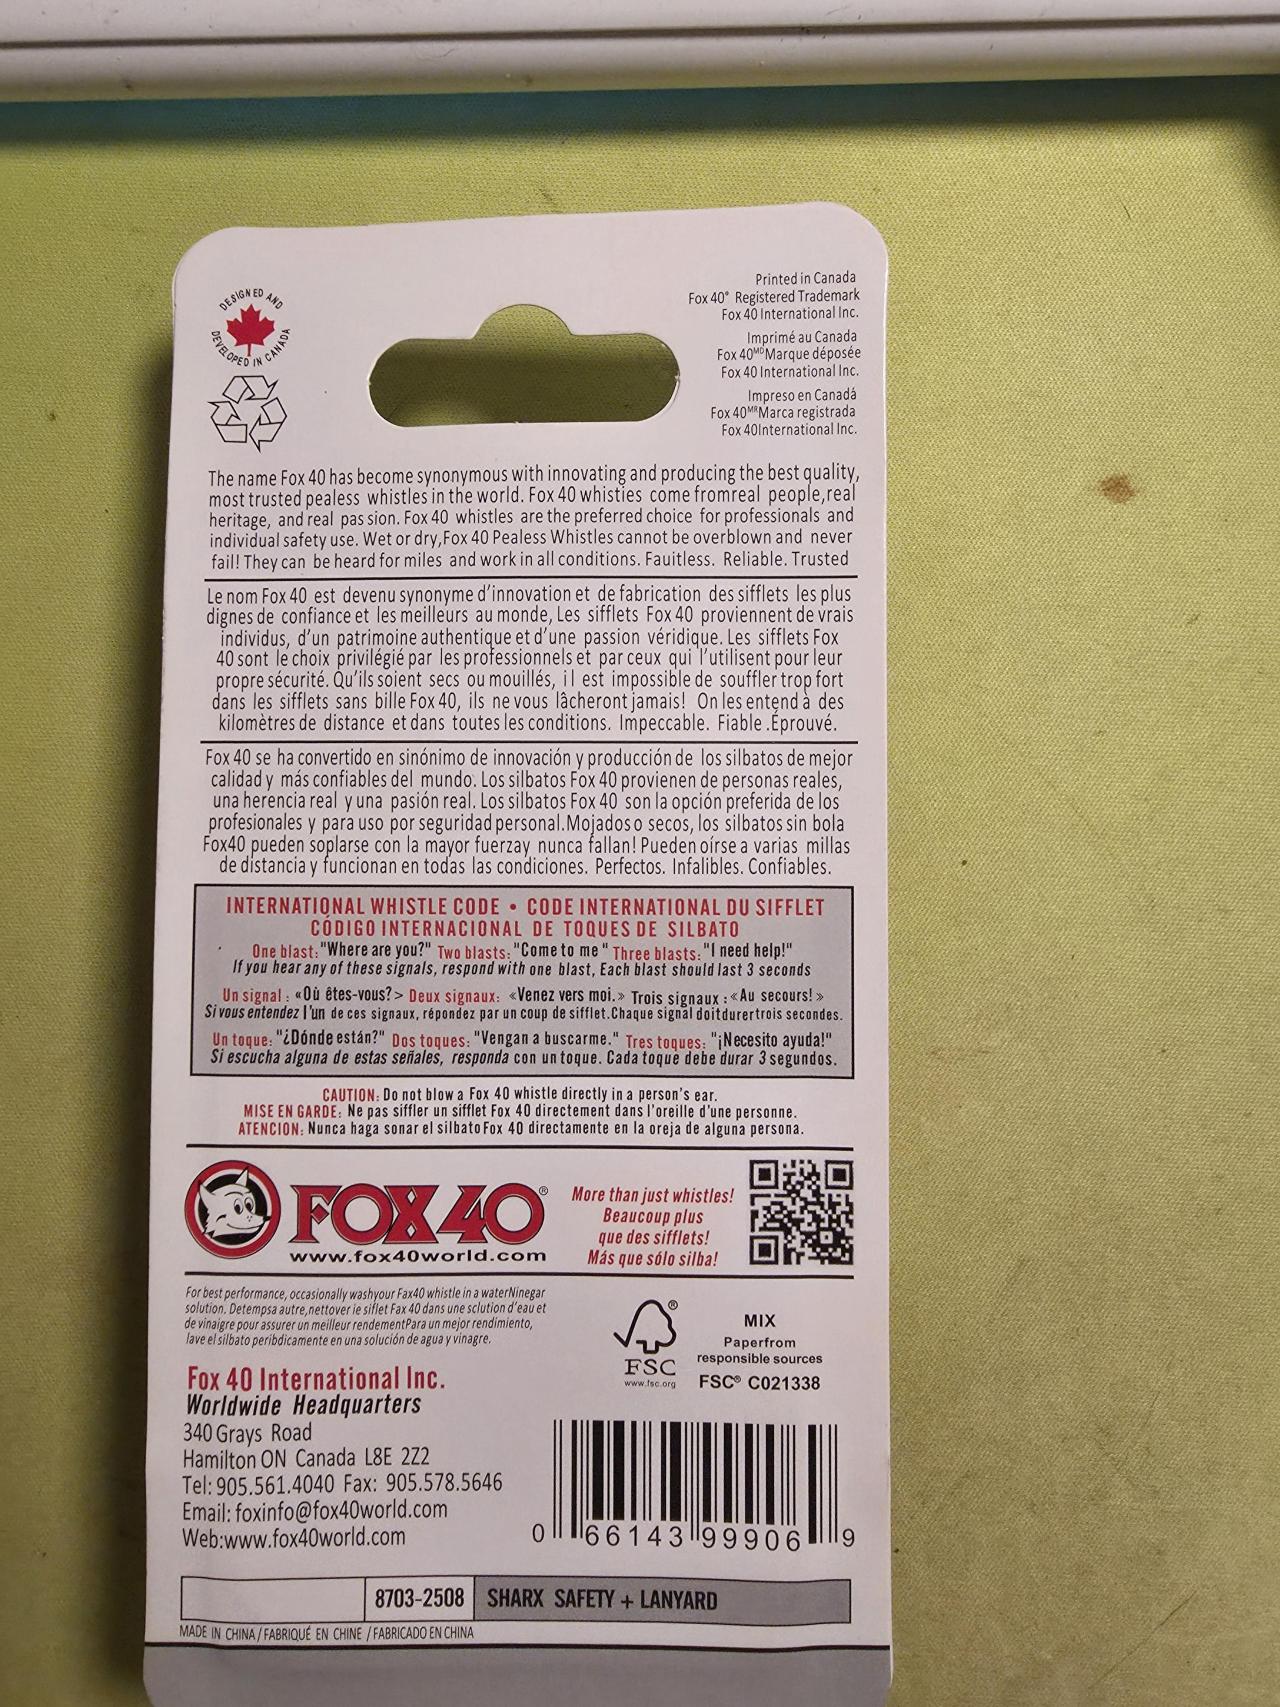 DESIGNED AND
DEVELOPED IN CANADA
Printed in Canada
Fox 40® Registered Trademark
Fox 40 International Inc.
Imprimé au Canada
Fox 40ᴹᴰMarque déposée
Fox 40 International Inc.
Impreso en Canadá
Fox 40ᴹᴿMarca registrada
Fox 40International Inc.
The name Fox 40 has become synonymous with innovating and producing the best quality,
most trusted pealess whistles in the world. Fox 40 whisties come fromreal people,real
heritage, and real pas sion. Fox 40 whistles are the preferred choice for professionals and
individual safety use. Wet or dry,Fox 40 Pealess Whistles cannot be overblown and never
fail! They can be heard for miles and work in all conditions. Fauitless. Reliable. Trusted
Le nom Fox 40 est devenu synonyme d'innovation et de fabrication des sifflets les plus
dignes de confiance et les meilleurs au monde, Les sifflets Fox 40 proviennent de vrais
individus, d'un patrimoine authentique et d'une passion véridique. Les sifflets Fox
40 sont le choix privilégié par les professionnels et par ceux qui l'utilisent pour leur
propre sécurité. Qu'ils soient secs ou mouillés, il est impossible de souffler trop fort
dans les sifflets sans bille Fox 40, ils ne vous lâcheront jamais! On les entend à des
kilomètres de distance et dans toutes les conditions. Impeccable. Fiable .Éprouvé.
Fox 40 se ha convertido en sinónimo de innovación y producción de los silbatos de mejor
calidad y más confiables del mundo. Los silbatos Fox 40 provienen de personas reales,
una herencia real y una pasión real. Los silbatos Fox 40 son la opción preferida de los
profesionales y para uso por seguridad personal.Mojados o secos, los silbatos sin bola
Fox40 pueden soplarse con la mayor fuerzay nunca fallan! Pueden oírse a varias millas
de distancia y funcionan en todas las condiciones. Perfectos. Infalibles. Confiables.
INTERNATIONAL WHISTLE CODE • CODE INTERNATIONAL DU SIFFLET
CÓDIGO INTERNACIONAL DE TOQUES DE SILBATO
One blast: "Where are you?" Two blasts: "Come to me " Three blasts: "I need help!"
If you hear any of these signals, respond with one blast, Each blast should last 3 seconds
Un signal : «Où êtes-vous?> Deux signaux: «Venez vers moi.» Trois signaux : «Au secours! »
Si vous entendez l'un de ces signaux, répondez par un coup de sifflet.Chaque signal doitdurertrois secondes.
Un toque: "¿Dónde están?" Dos toques: "Vengan a buscarme." Tres toques: "¡Necesito ayuda!"
Si escucha alguna de estas señales, responda con un toque. Cada toque debe durar 3 segundos.
CAUTION: Do not blow a Fox 40 whistle directly in a person's ear.
MISE EN GARDE: Ne pas siffler un sifflet Fox 40 directement dans l'oreille d'une personne.
ATENCION: Nunca haga sonar el silbato Fox 40 directamente en la oreja de alguna persona.
FOX 40®
www.fox40world.com
More than just whistles!
Beaucoup plus
que des sifflets!
Más que sólo silba!
For best performance, occasionally washyour Fax40 whistle in a waterNinegar
solution. Detempsa autre,nettover ie siflet Fax 40 dans une sclution d'eau et
de vinaigre pour assurer un meilleur rendementPara un mejor rendimiento,
lave el silbato peribdicamente en una solución de agua y vinagre.
FSC®
www.fsc.org
MIX
Paperfrom
responsible sources
FSC® C021338
Fox 40 International Inc.
Worldwide Headquarters
340 Grays Road
Hamilton ON Canada L8E 2Z2
Tel: 905.561.4040 Fax: 905.578.5646
Email: foxinfo@fox40world.com
Web:www.fox40world.com
0 66143 99906 9
8703-2508 SHARX SAFETY + LANYARD
MADE IN CHINA / FABRIQUÉ EN CHINE / FABRICADO EN CHINA